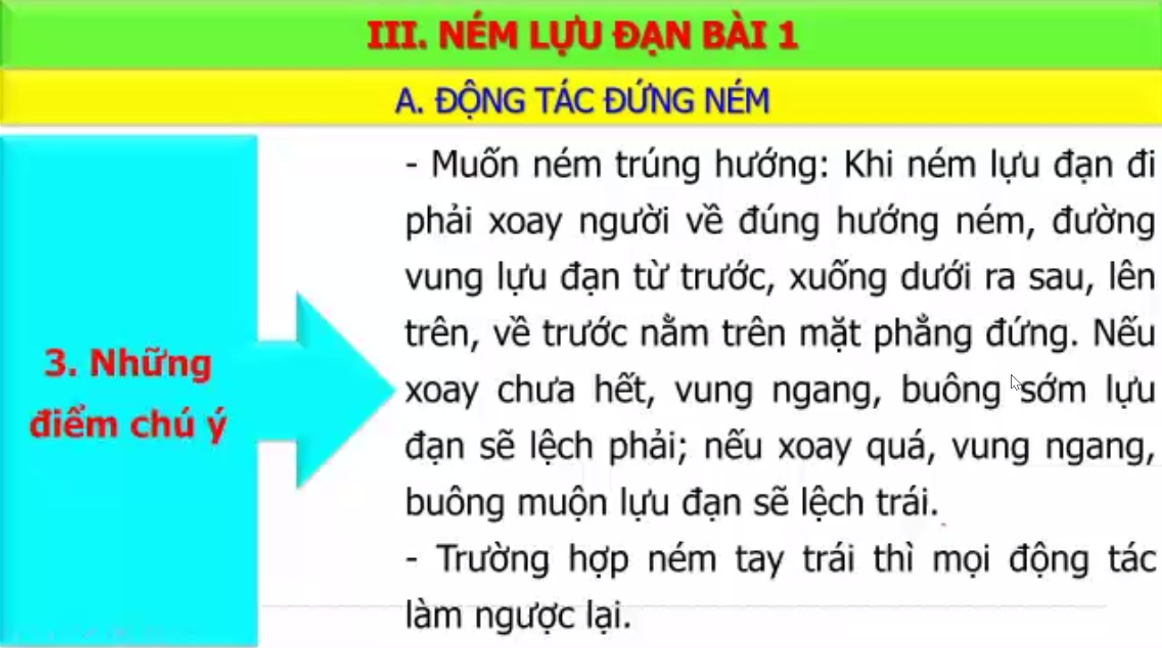 III. NÉM LỰU ĐẠN BÀI 1
A. ĐỘNG TÁC ĐỨNG NÉM
3. Những
điểm chú ý
- Muốn ném trúng hướng: Khi ném lựu đạn đi
phải xoay người về đúng hướng ném, đường
vung lựu đạn từ trước, xuống dưới ra sau, lên
trên, về trước nằm trên mặt phẳng đứng. Nếu
xoay chưa hết, vung ngang, buông sớm lựu
đạn sẽ lệch phải; nếu xoay quá, vung ngang,
buông muộn lựu đạn sẽ lệch trái.
- Trường hợp ném tay trái thì mọi động tác
làm ngược lại.